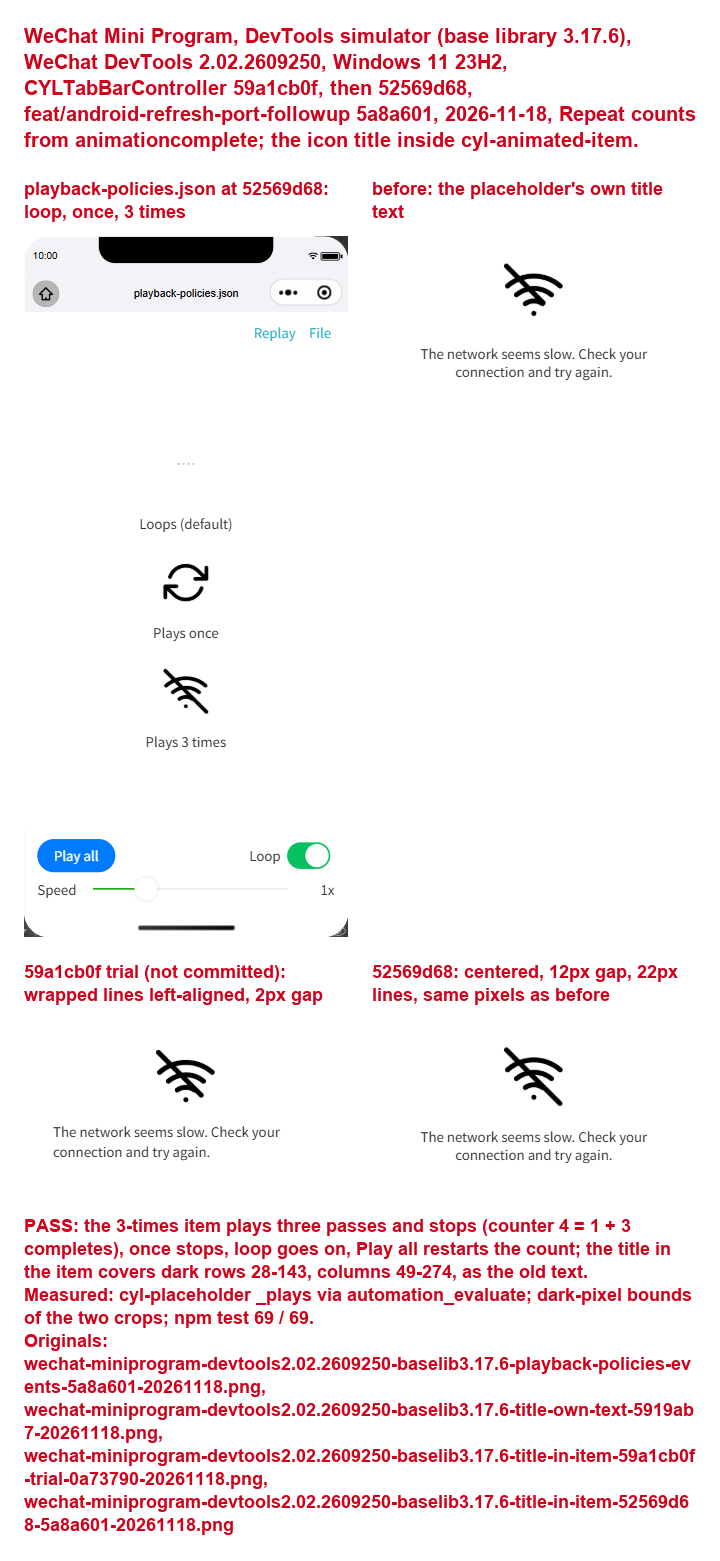 WeChat Mini Program, DevTools simulator (base library 3.17.6),
WeChat DevTools 2.02.2609250, Windows 11 23H2,
CYLTabBarController 59a1cb0f, then 52569d68,
feat/android-refresh-port-followup 5a8a601, 2026-11-18, Repeat counts
from animationcomplete; the icon title inside cyl-animated-item.
playback-policies.json at 52569d68:
loop, once, 3 times
10:00
playback-policies.json
Replay File
Loops (default)
Plays once
Plays 3 times
Play all
Loop
Speed
1x
before: the placeholder's own title
text
The network seems slow. Check your
connection and try again.
59a1cb0f trial (not committed):
wrapped lines left-aligned, 2px gap
The network seems slow. Check your
connection and try again.
52569d68: centered, 12px gap, 22px
lines, same pixels as before
The network seems slow. Check your
connection and try again.
PASS: the 3-times item plays three passes and stops (counter 4 = 1 + 3
completes), once stops, loop goes on, Play all restarts the count; the title in
the item covers dark rows 28-143, columns 49-274, as the old text.
Measured: cyl-placeholder _plays via automation_evaluate; dark-pixel bounds
of the two crops; npm test 69 / 69.
Originals:
wechat-miniprogram-devtools2.02.2609250-baselib3.17.6-playback-policies-ev
ents-5a8a601-20261118.png,
wechat-miniprogram-devtools2.02.2609250-baselib3.17.6-title-own-text-5919ab
7-20261118.png,
wechat-miniprogram-devtools2.02.2609250-baselib3.17.6-title-in-item-59a1cb0f
-trial-0a73790-20261118.png,
wechat-miniprogram-devtools2.02.2609250-baselib3.17.6-title-in-item-52569d6
8-5a8a601-20261118.png